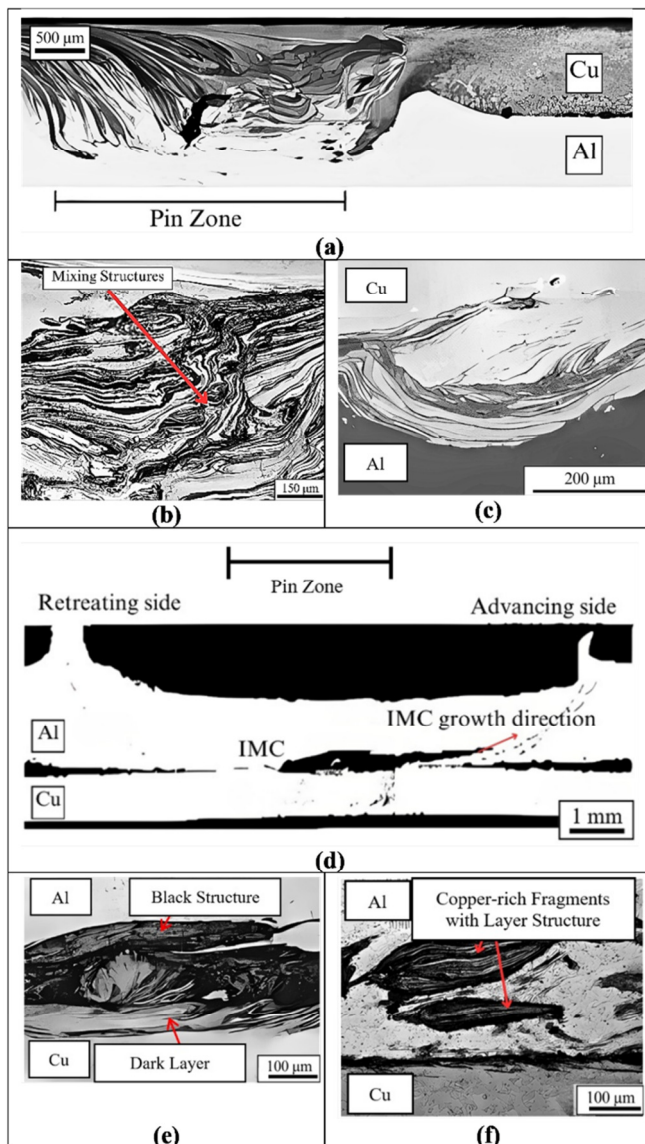 500 µm
Cu
Al
Pin Zone
(a)
Mixing Structures
150 µm
(b)
Cu
Al
200 µm
(c)
Pin Zone
Retreating side
Advancing side
Al
IMC
IMC growth direction
Cu
1 mm
(d)
Al
Black Structure
Cu
Dark Layer
100 µm
(e)
Al
Copper-rich Fragments
with Layer Structure
Cu
100 µm
(f)